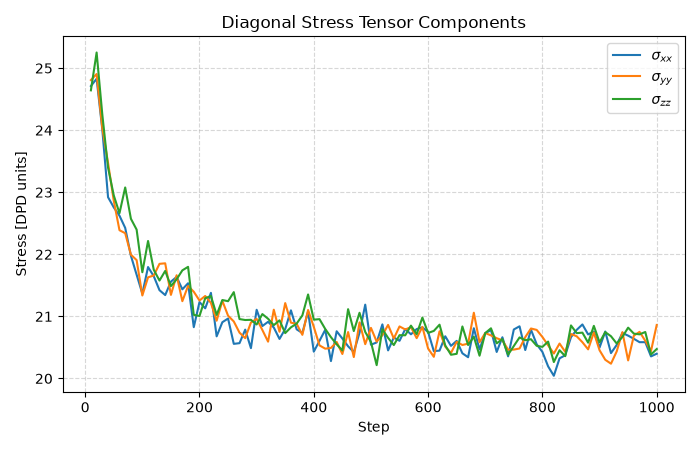 Diagonal Stress Tensor Components
Stress [DPD units]
25
24
23
22
21
20
σxx
σyy
σzz
0
200
400
600
800
1000
Step